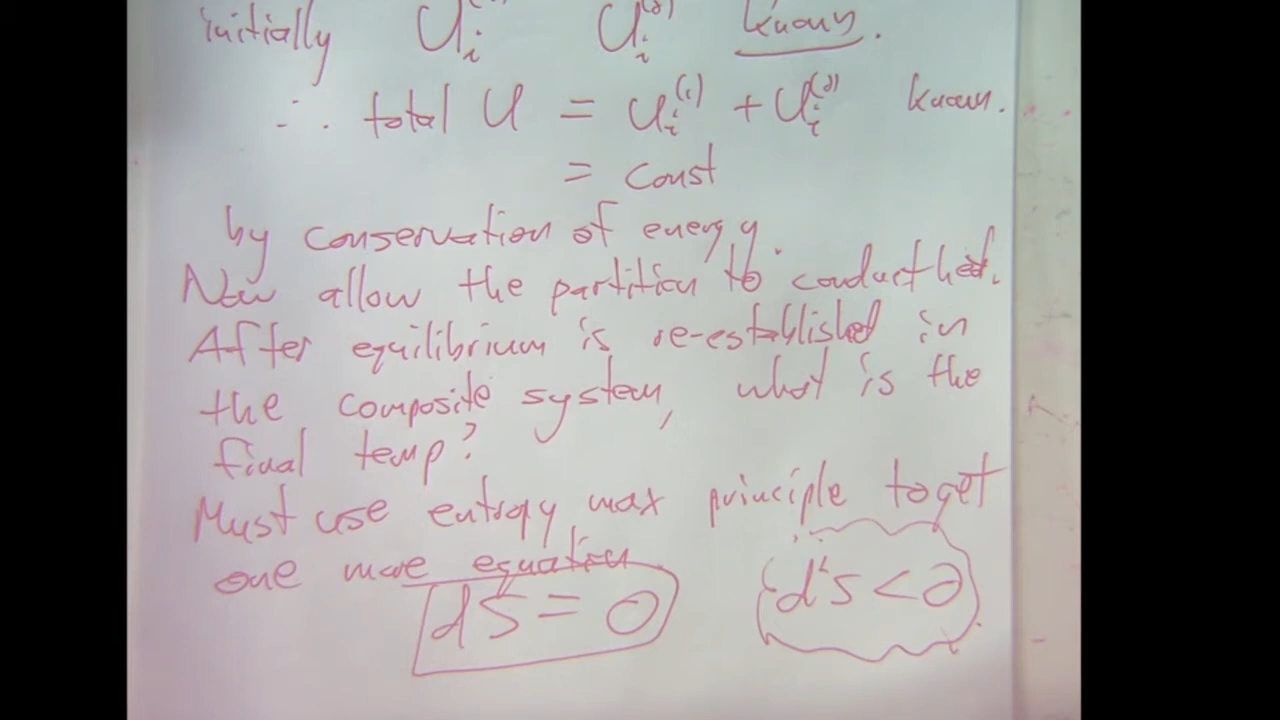 initially U_i U_i^(2) known.
∴ total U = U_i^(1) + U_i^(2) known.
= const
by conservation of energy.
Now allow the partition to conduct heat.
After equilibrium is re-established in
the composite system, what is the
final temp?
Must use entropy max principle to get
one more equation
dS = 0 d²S < 0